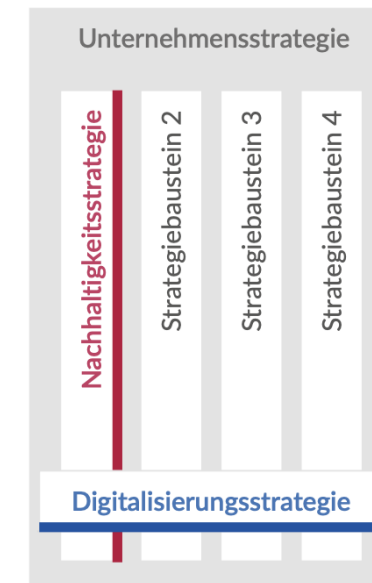 Unternehmensstrategie
Nachhaltigkeitsstrategie
Strategiebaustein 2
Strategiebaustein 3
Strategiebaustein 4
Digitalisierungsstrategie